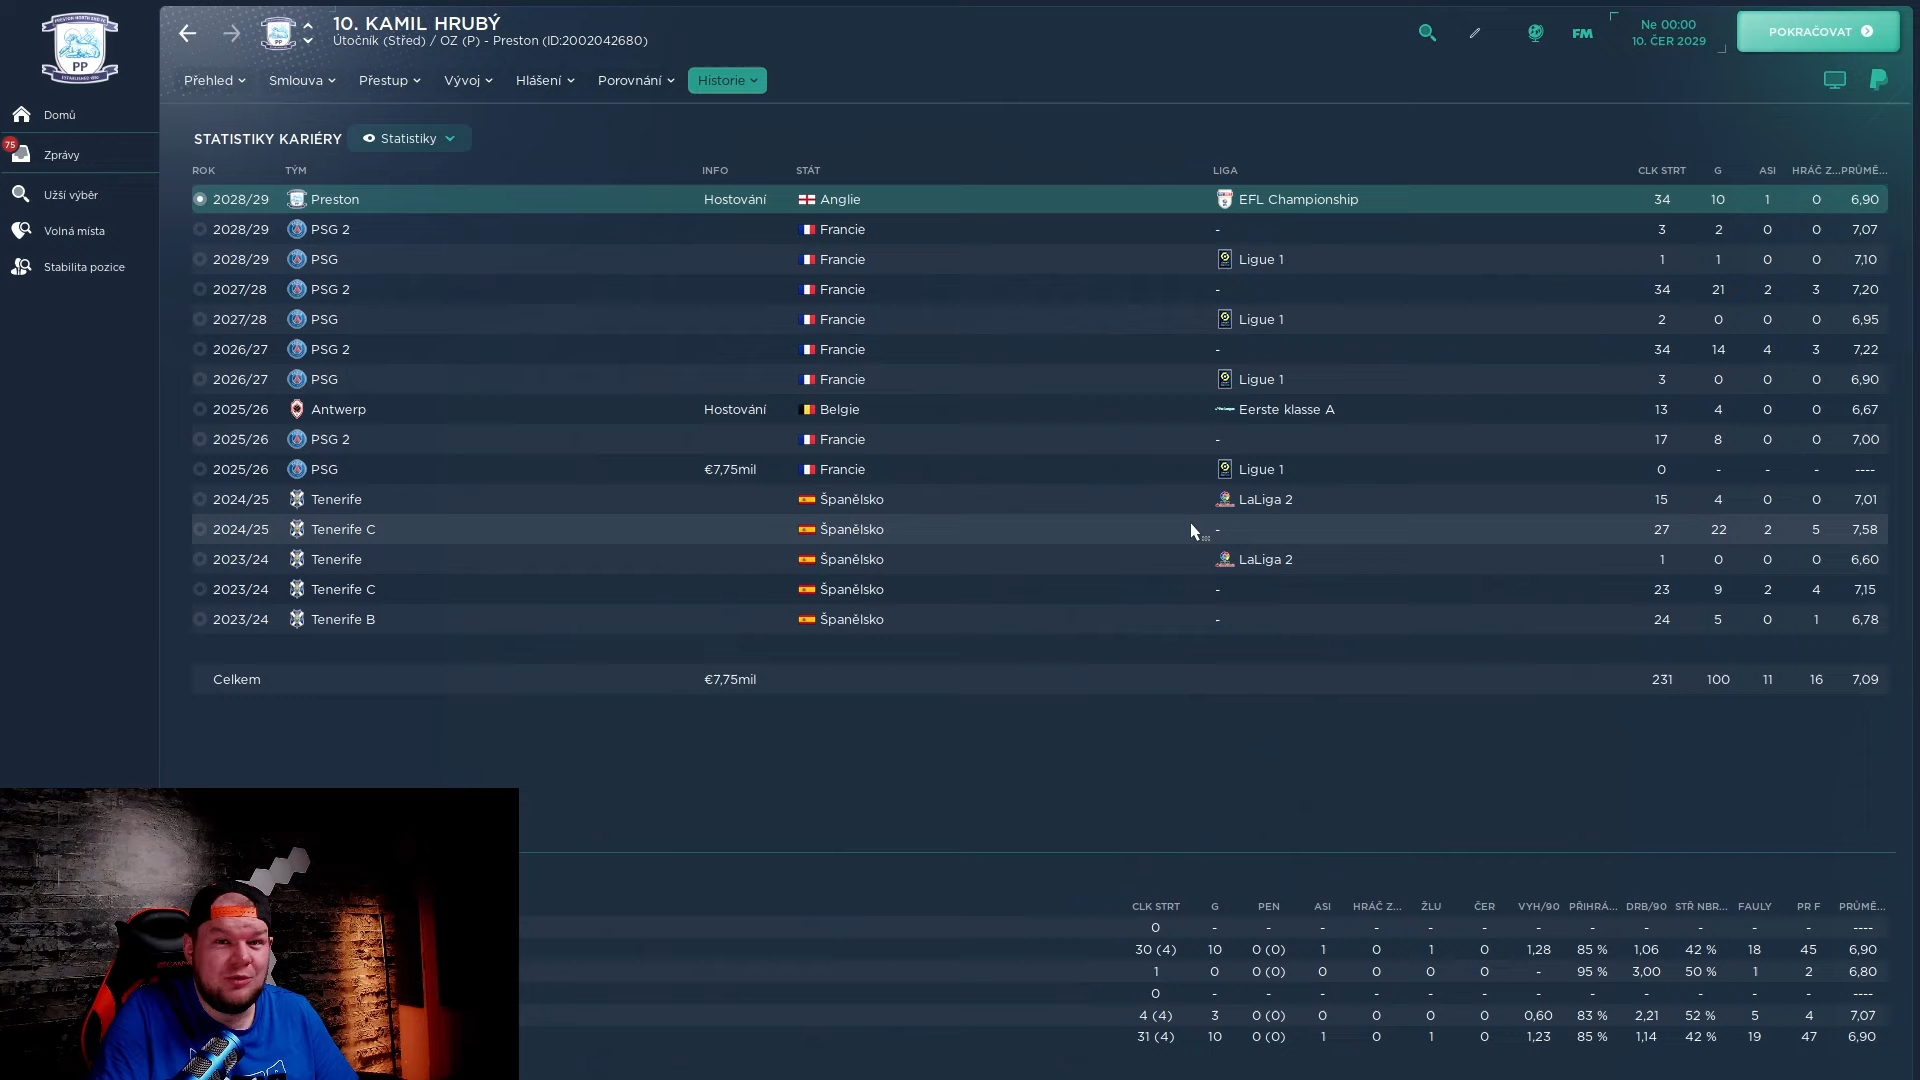 10. KAMIL HRUBÝ
Útočník (Střed) / OZ (P) - Preston (ID:2002042680)
FM
Ne 00:00
10. ČER 2029
POKRAČOVAT
PP
Přehled Smlouva Přestup Vývoj Hlášení Porovnání Historie
Domů
75
Zprávy
Užší výběr
Volná místa
Stabilita pozice
STATISTIKY KARIÉRY Statistiky
ROK TÝM INFO STÁT LIGA CLK STRT G ASI HRÁČ Z... PRŮMĚ...
2028/29 Preston Hostování Anglie EFL Championship 34 10 1 0 6,90
2028/29 PSG 2 Francie - 3 2 0 0 7,07
2028/29 PSG Francie Ligue 1 1 1 0 0 7,10
2027/28 PSG 2 Francie - 34 21 2 3 7,20
2027/28 PSG Francie Ligue 1 2 0 0 0 6,95
2026/27 PSG 2 Francie - 34 14 4 3 7,22
2026/27 PSG Francie Ligue 1 3 0 0 0 6,90
2025/26 Antwerp Hostování Belgie Eerste klasse A 13 4 0 0 6,67
2025/26 PSG 2 Francie - 17 8 0 0 7,00
2025/26 PSG €7,75mil Francie Ligue 1 0 - - - ----
2024/25 Tenerife Španělsko LaLiga 2 15 4 0 0 7,01
2024/25 Tenerife C Španělsko - 27 22 2 5 7,58
2023/24 Tenerife Španělsko LaLiga 2 1 0 0 0 6,60
2023/24 Tenerife C Španělsko - 23 9 2 4 7,15
2023/24 Tenerife B Španělsko - 24 5 0 1 6,78
Celkem €7,75mil 231 100 11 16 7,09
CLK STRT G PEN ASI HRÁČ Z... ŽLU ČER VYH/90 PŘIHRÁ... DRB/90 STŘ NBR... FAULY PR F PRŮMĚ...
0 - - - - - - - - - - - - ----
30 (4) 10 0 (0) 1 0 1 0 1,28 85 % 1,06 42 % 18 45 6,90
1 0 0 (0) 0 0 0 0 - 95 % 3,00 50 % 1 2 6,80
0 - - - - - - - - - - - - ----
4 (4) 3 0 (0) 0 0 0 0 0,60 83 % 2,21 52 % 5 4 7,07
31 (4) 10 0 (0) 1 0 1 0 1,23 85 % 1,14 42 % 19 47 6,90